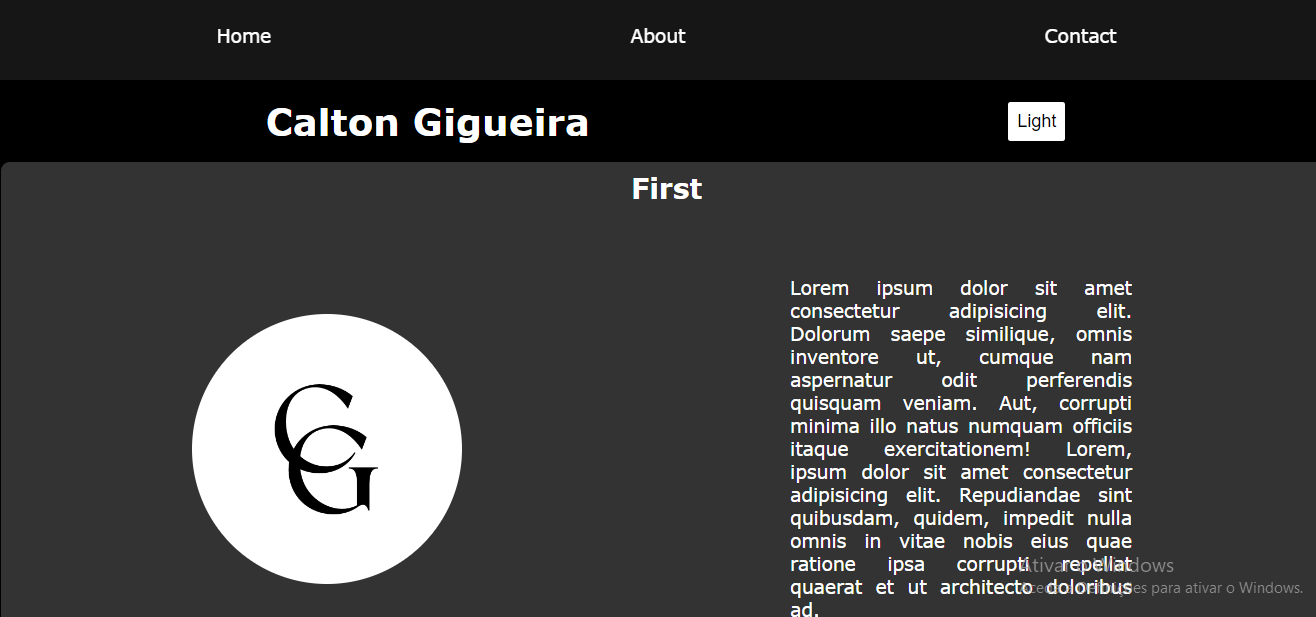 Home About Contact
Calton Gigueira
Light
First
Lorem ipsum dolor sit amet
consectetur adipisicing elit.
Dolorum saepe similique, omnis
inventore ut, cumque nam
aspernatur odit perferendis
quisquam veniam. Aut, corrupti
minima illo natus numquam officiis
itaque exercitationem! Lorem,
ipsum dolor sit amet consectetur
adipisicing elit. Repudiandae sint
quibusdam, quidem, impedit nulla
omnis in vitae nobis eius quae
ratione ipsa corrupti repellat
quaerat et ut architecto doloribus
ad.
CG
Ativar o Windows
Aceda a Definições para ativar o Windows.